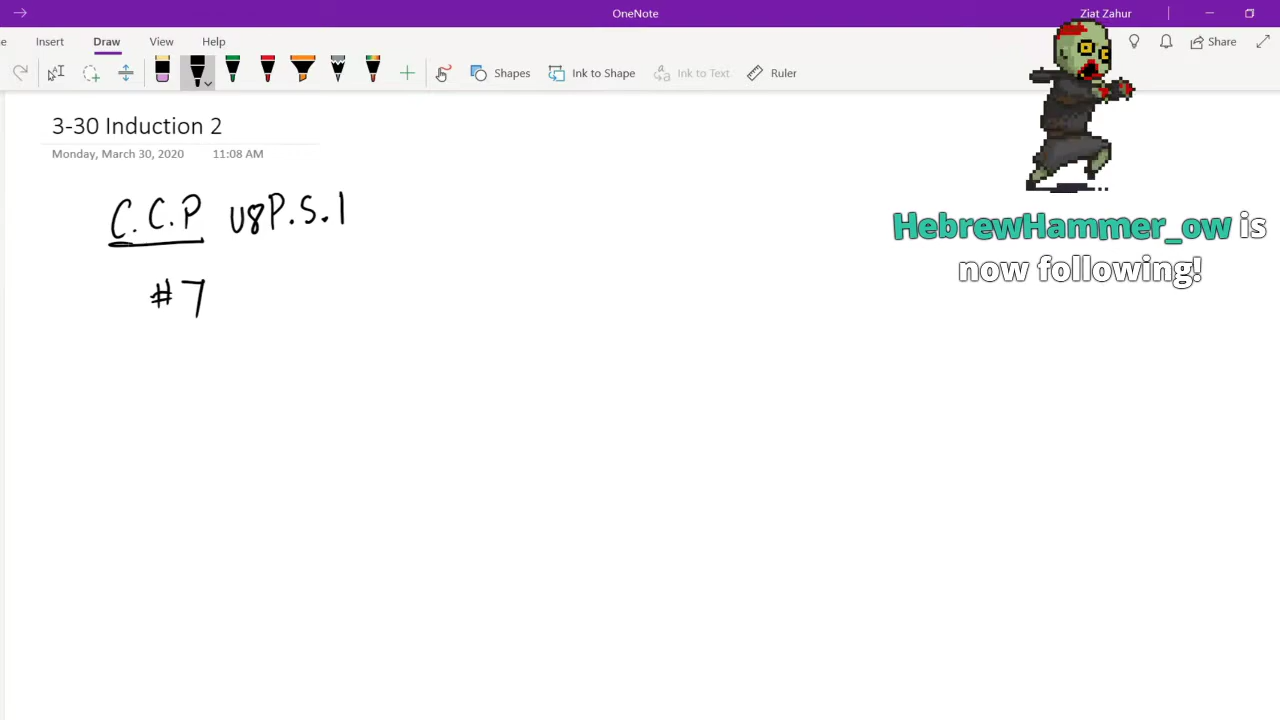 OneNote
Ziat Zahur
Insert Draw View Help
Share
Shapes Ink to Shape Ink to Text Ruler
3-30 Induction 2
Monday, March 30, 2020 11:08 AM
C.C.P U8P.S.1
#7
HebrewHammer_ow is
now following!